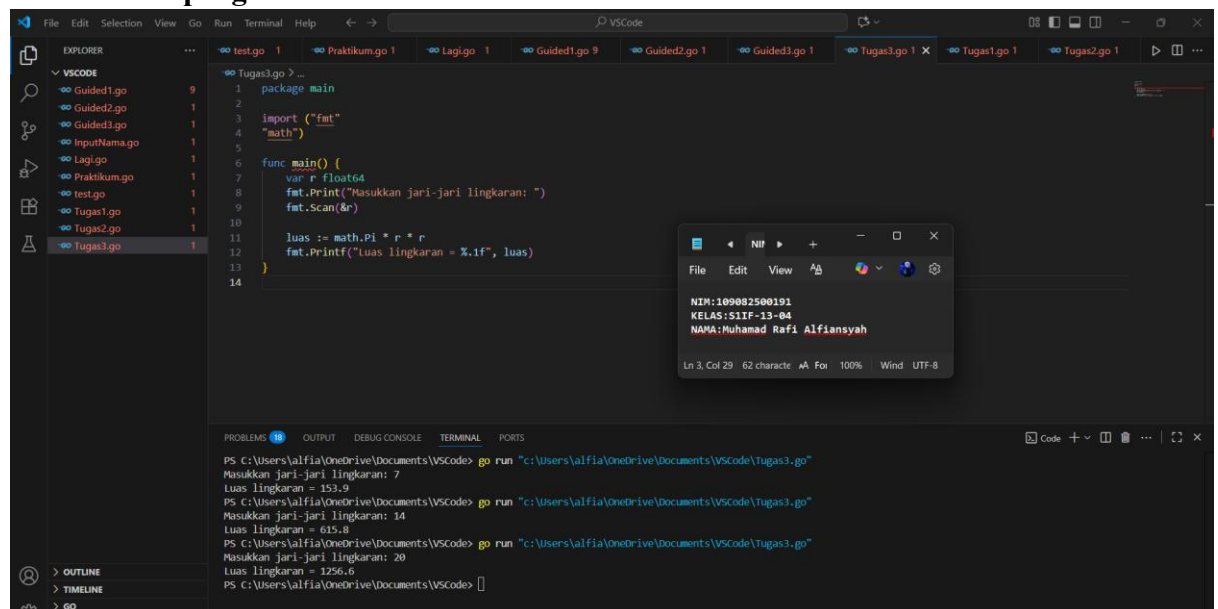 File Edit Selection View Go Run Terminal Help
VSCode
EXPLORER
test.go 1 Praktikum.go 1 Lagi.go 1 Guided1.go 9 Guided2.go 1 Guided3.go 1 Tugas3.go 1 Tugas1.go 1 Tugas2.go 1
VSCODE
Guided1.go 9
Guided2.go 1
Guided3.go 1
InputNama.go 1
Lagi.go 1
Praktikum.go 1
test.go 1
Tugas1.go 1
Tugas2.go 1
Tugas3.go 1
Tugas3.go > ...
1 package main
2
3 import ("fmt"
4 "math")
5
6 func main() {
7 var r float64
8 fmt.Print("Masukkan jari-jari lingkaran: ")
9 fmt.Scan(&r)
10
11 luas := math.Pi * r * r
12 fmt.Printf("Luas lingkaran = %.1f", luas)
13 }
14
File Edit View
NIM:109082500191
KELAS:S1IF-13-04
NAMA:Muhamad Rafi Alfiansyah
Ln 3, Col 29 62 characte For 100% Wind UTF-8
PROBLEMS 18 OUTPUT DEBUG CONSOLE TERMINAL PORTS
Code
PS C:\Users\alfia\OneDrive\Documents\VSCode> go run "c:\Users\alfia\OneDrive\Documents\VSCode\Tugas3.go"
Masukkan jari-jari lingkaran: 7
Luas lingkaran = 153.9
PS C:\Users\alfia\OneDrive\Documents\VSCode> go run "c:\Users\alfia\OneDrive\Documents\VSCode\Tugas3.go"
Masukkan jari-jari lingkaran: 14
Luas lingkaran = 615.8
PS C:\Users\alfia\OneDrive\Documents\VSCode> go run "c:\Users\alfia\OneDrive\Documents\VSCode\Tugas3.go"
Masukkan jari-jari lingkaran: 20
Luas lingkaran = 1256.6
PS C:\Users\alfia\OneDrive\Documents\VSCode>
OUTLINE
TIMELINE
GO